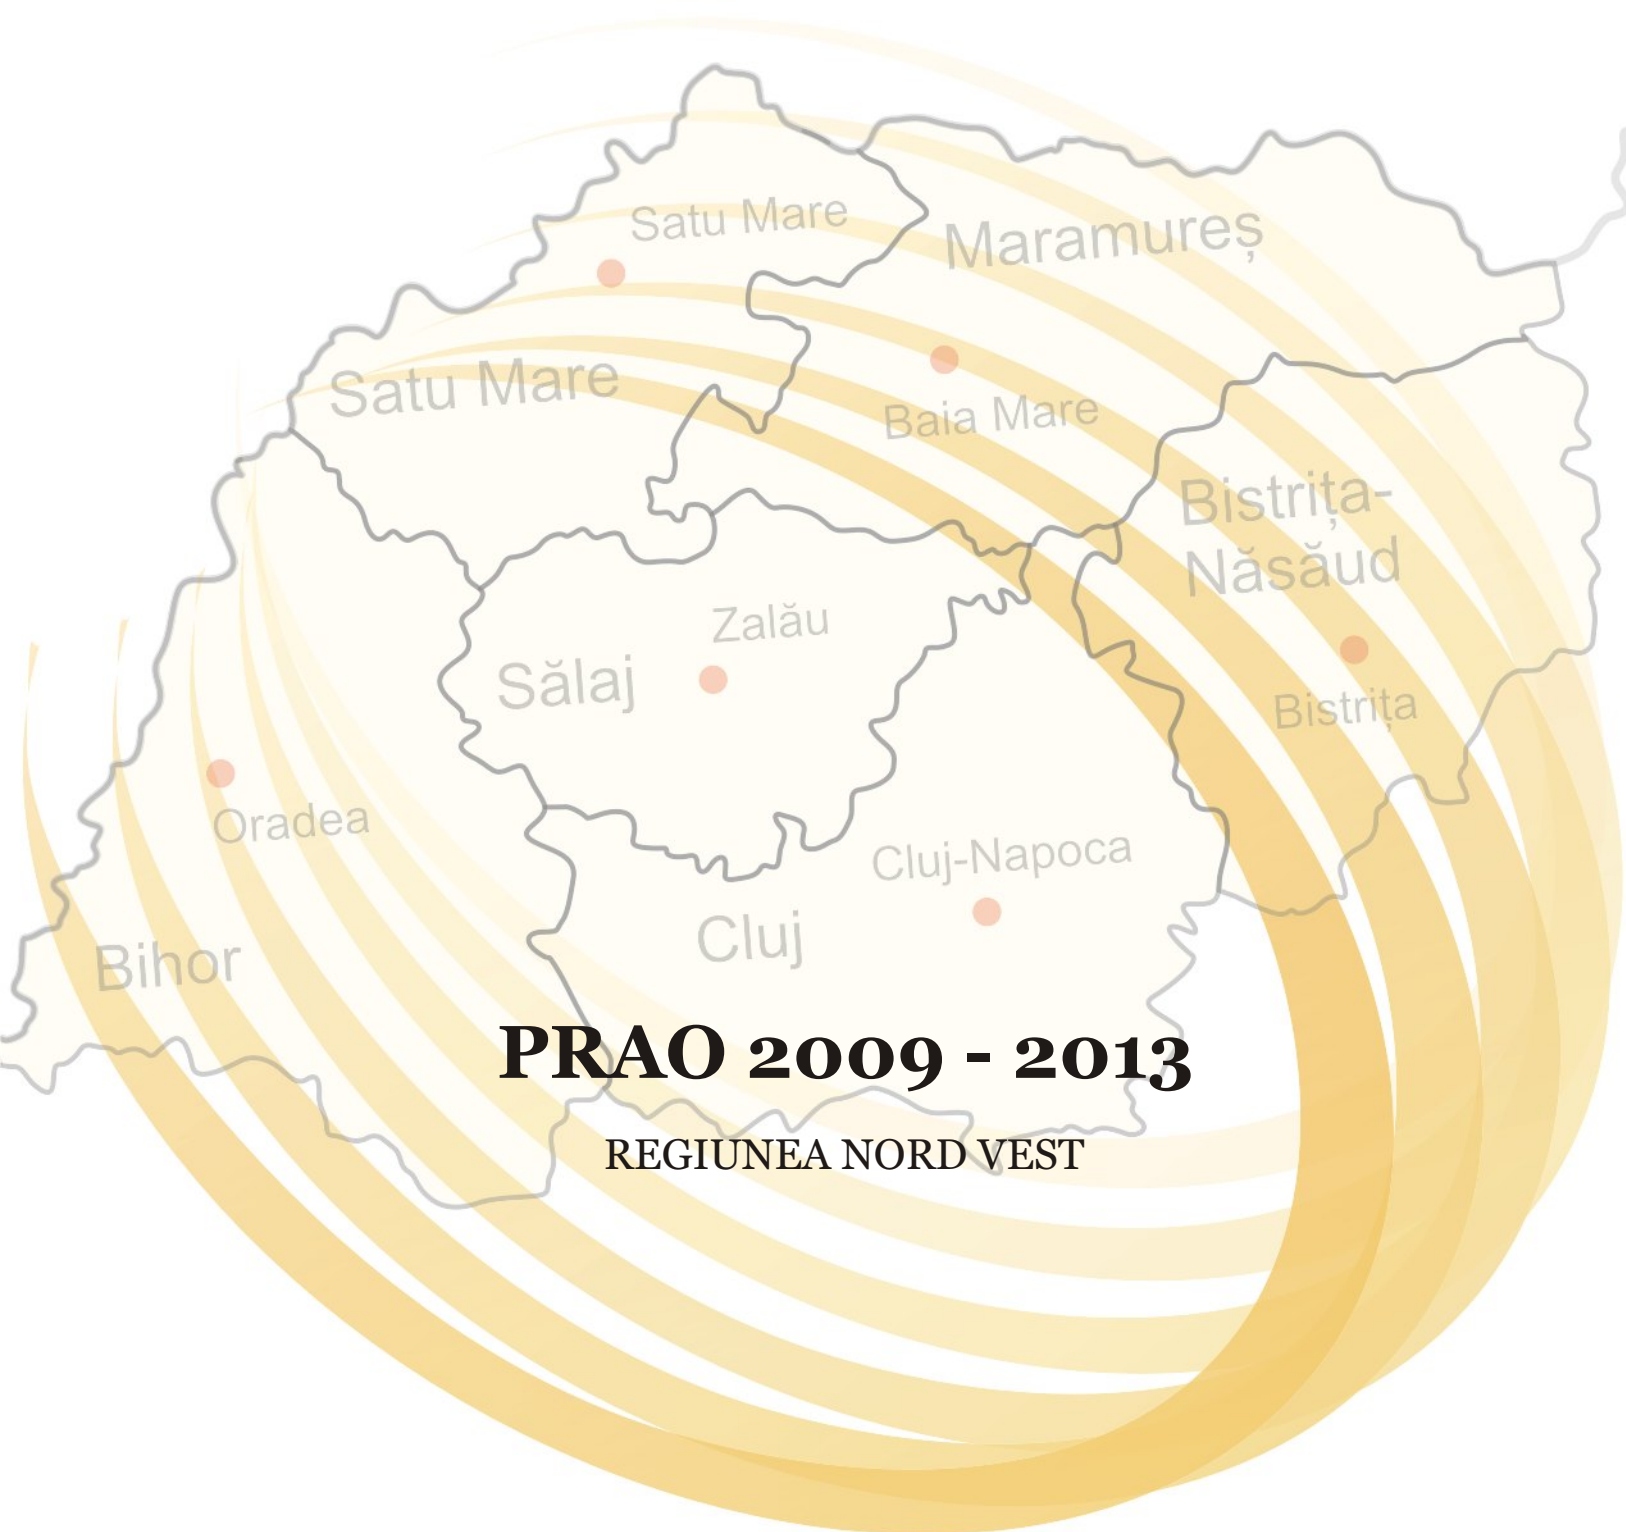 Satu Mare
Maramureș
Satu Mare
Baia Mare
Bistrița-
Năsăud
Zalău
Sălaj
Bistrița
Oradea
Cluj-Napoca
Cluj
Bihor
PRAO 2009 - 2013
REGIUNEA NORD VEST